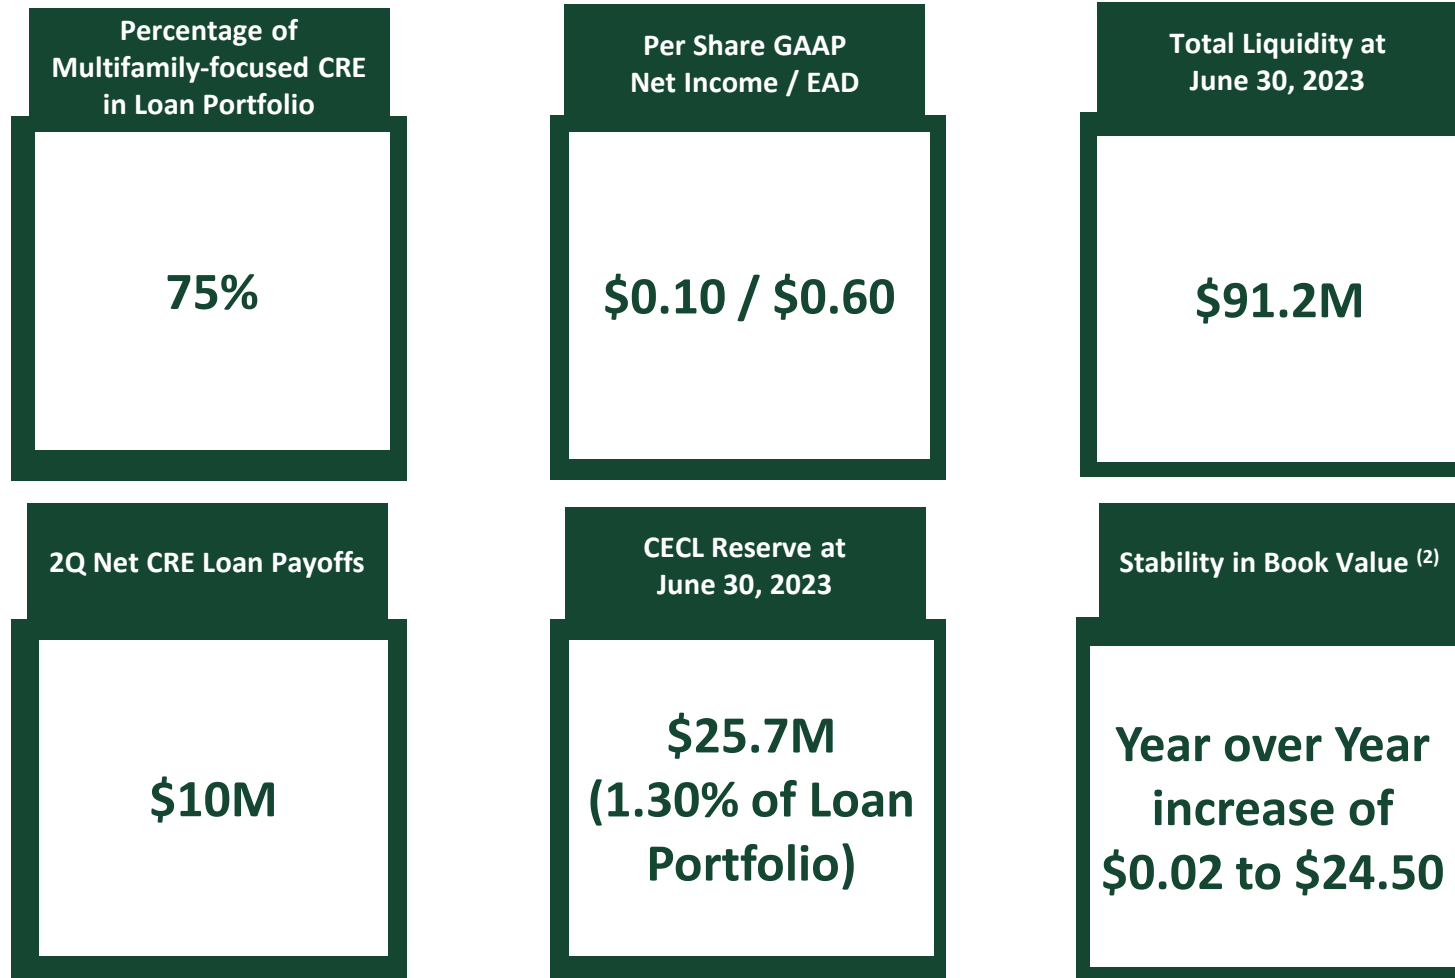 Percentage of
Multifamily-focused CRE
in Loan Portfolio
75%
Per Share GAAP
Net Income / EAD
$0.10 / $0.60
Total Liquidity at
June 30, 2023
$91.2M
2Q Net CRE Loan Payoffs
$10M
CECL Reserve at
June 30, 2023
$25.7M
(1.30% of Loan
Portfolio)
Stability in Book Value (2)
Year over Year
increase of
$0.02 to $24.50